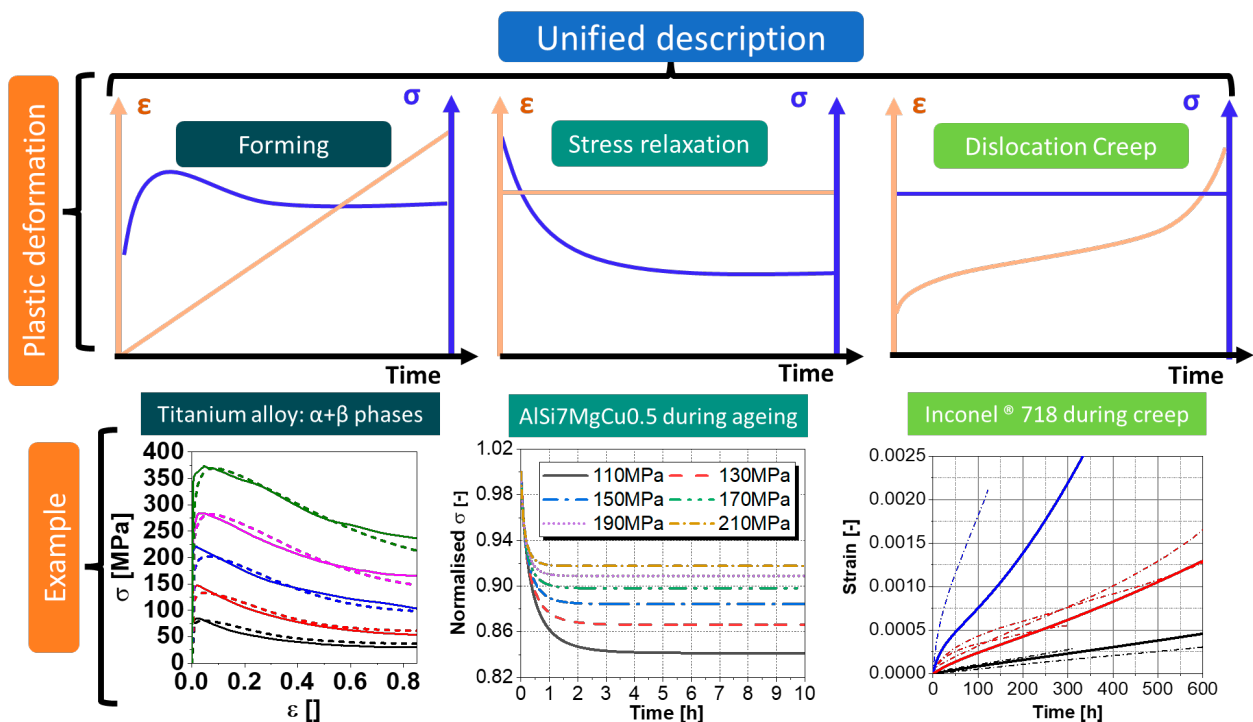 Unified description
Plastic deformation
ε
σ
Forming
Time
ε
σ
Stress relaxation
Time
ε
σ
Dislocation Creep
Time
Example
Titanium alloy: α+β phases
σ [MPa]
400
350
300
250
200
150
100
50
0
0.0 0.2 0.4 0.6 0.8
ε []
AlSi7MgCu0.5 during ageing
Normalised σ [-]
1.02
0.98
0.94
0.90
0.86
0.82
110MPa 130MPa
150MPa 170MPa
190MPa 210MPa
0 1 2 3 4 5 6 7 8 9 10
Time [h]
Inconel ® 718 during creep
Strain [-]
0.0025
0.0020
0.0015
0.0010
0.0005
0.0000
0 100 200 300 400 500 600
Time [h]